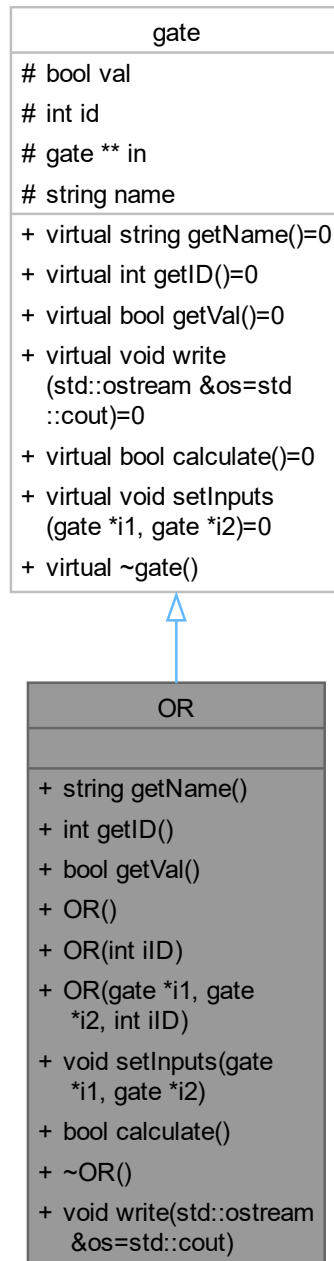 gate
# bool val
# int id
# gate ** in
# string name
+ virtual string getName()=0
+ virtual int getID()=0
+ virtual bool getVal()=0
+ virtual void write
(std::ostream &os=std
::cout)=0
+ virtual bool calculate()=0
+ virtual void setInputs
(gate *i1, gate *i2)=0
+ virtual ~gate()
OR
+ string getName()
+ int getID()
+ bool getVal()
+ OR()
+ OR(int iID)
+ OR(gate *i1, gate
*i2, int iID)
+ void setInputs(gate
*i1, gate *i2)
+ bool calculate()
+ ~OR()
+ void write(std::ostream
&os=std::cout)